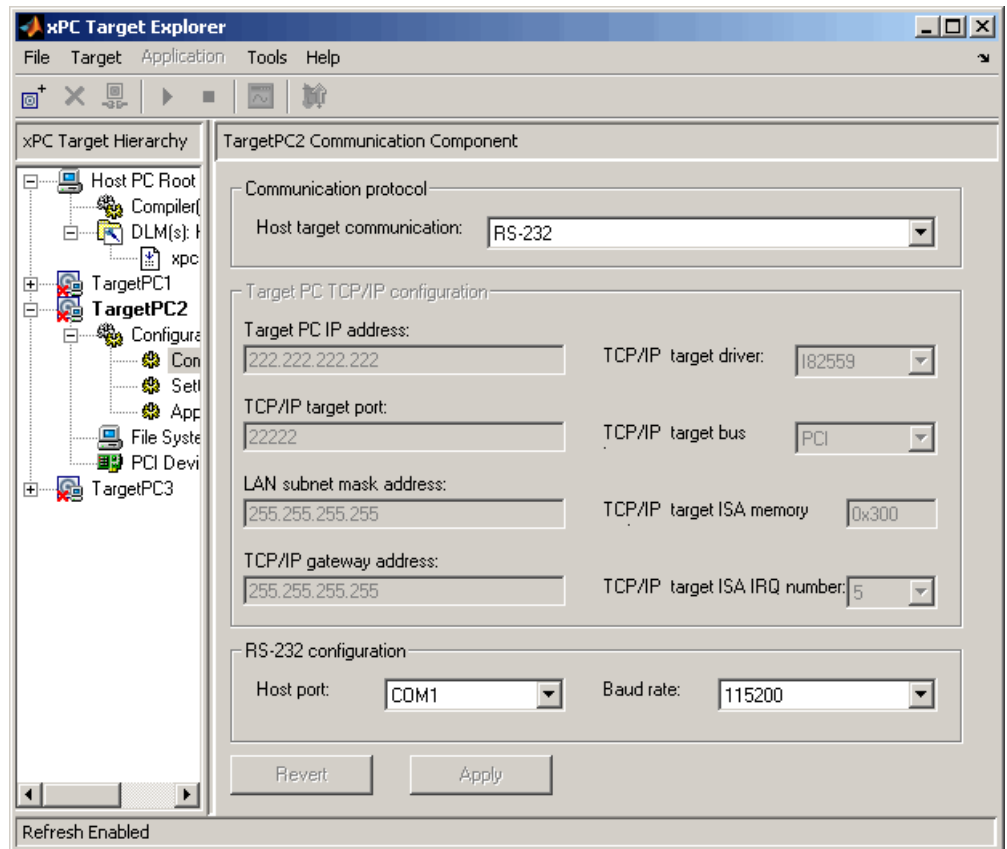 xPC Target Explorer
File Target Application Tools Help
xPC Target Hierarchy
TargetPC2 Communication Component
Host PC Root
Compiler(
DLM(s): H
xpc
TargetPC1
TargetPC2
Configura
Com
Sett
App
File Syste
PCI Devi
TargetPC3
Communication protocol
Host target communication: RS-232
Target PC TCP/IP configuration
Target PC IP address:
222.222.222.222
TCP/IP target driver: I82559
TCP/IP target port:
22222
TCP/IP target bus PCI
LAN subnet mask address:
255.255.255.255
TCP/IP target ISA memory 0x300
TCP/IP gateway address:
255.255.255.255
TCP/IP target ISA IRQ number: 5
RS-232 configuration
Host port: COM1 Baud rate: 115200
Revert Apply
Refresh Enabled